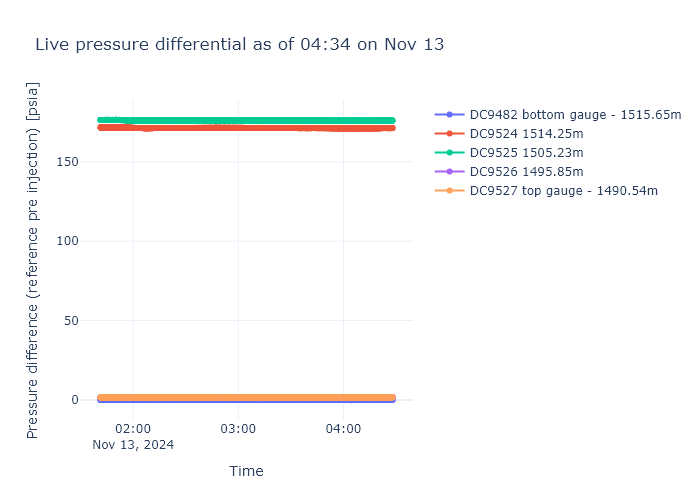 Live pressure differential as of 04:34 on Nov 13
Pressure difference (reference pre injection) [psia]
150
100
50
0
02:00
Nov 13, 2024
03:00
04:00
Time
DC9482 bottom gauge - 1515.65m
DC9524 1514.25m
DC9525 1505.23m
DC9526 1495.85m
DC9527 top gauge - 1490.54m